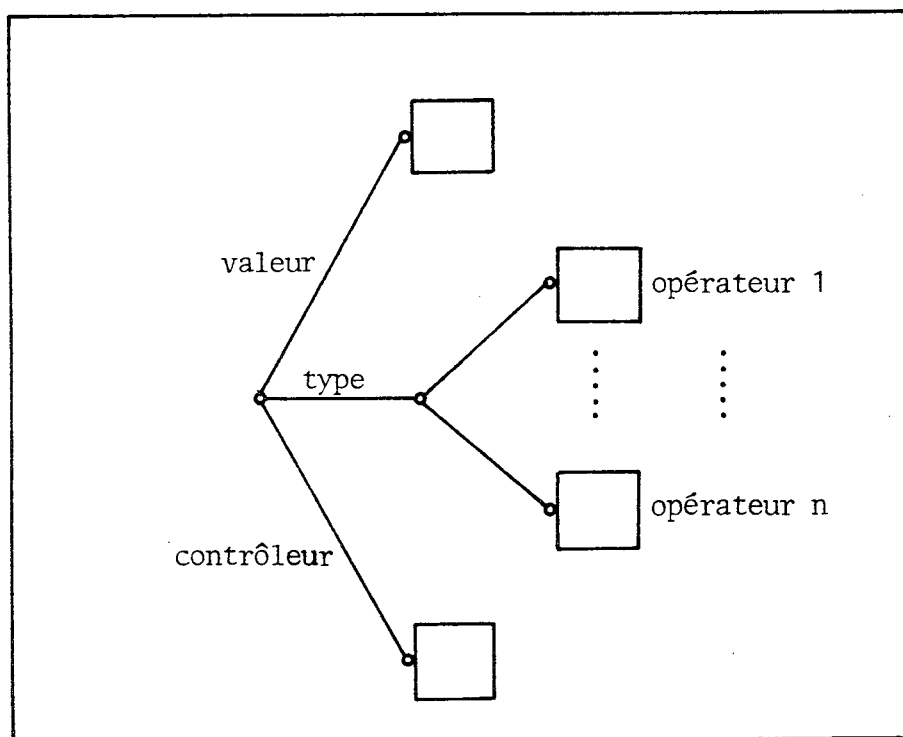 valeur
opérateur 1
type
opérateur n
contrôleur